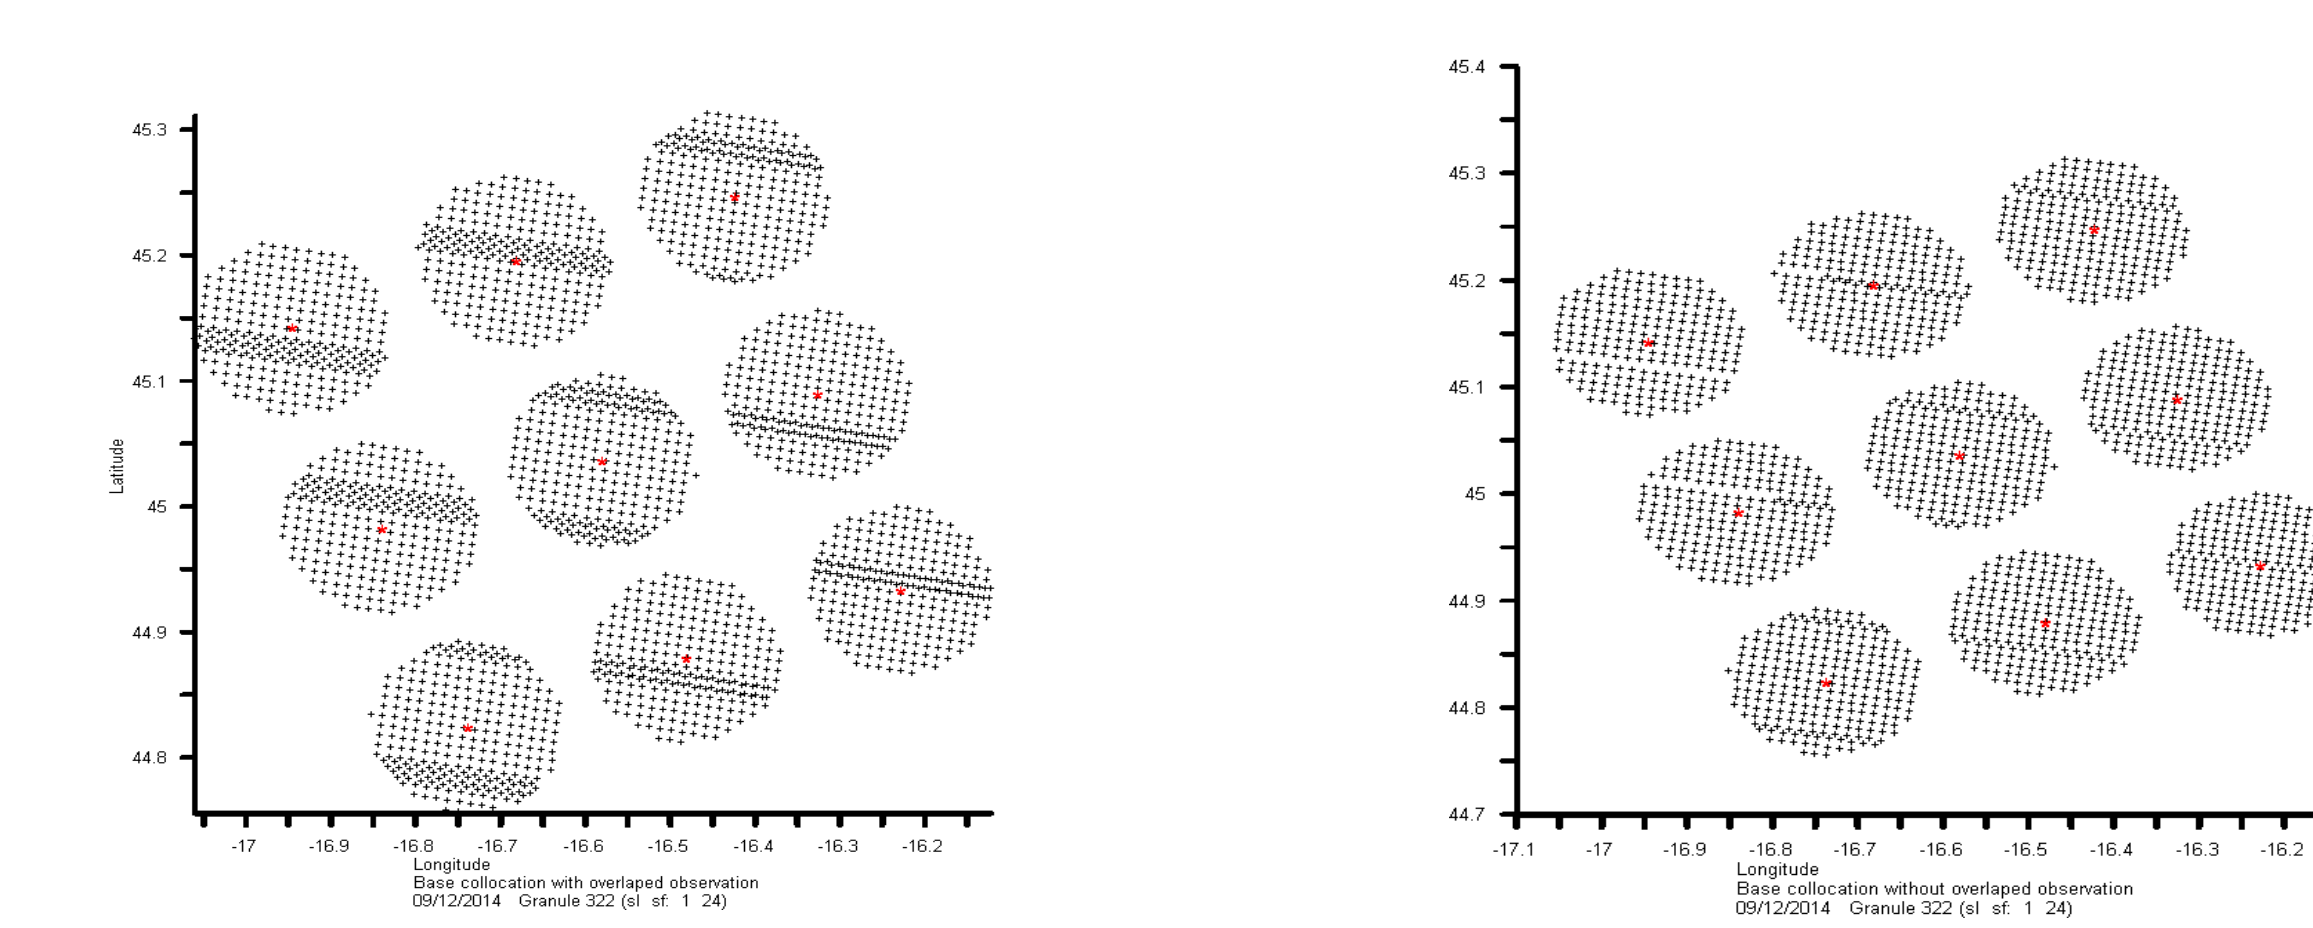 45.3
45.2
45.1
45
44.9
44.8
Latitude
-17 -16.9 -16.8 -16.7 -16.6 -16.5 -16.4 -16.3 -16.2
Longitude
Base collocation with overlaped observation
09/12/2014 Granule 322 (sl sf: 1 24)
45.4
45.3
45.2
45.1
45
44.9
44.8
44.7
-17.1 -17 -16.9 -16.8 -16.7 -16.6 -16.5 -16.4 -16.3 -16.2
Longitude
Base collocation without overlaped observation
09/12/2014 Granule 322 (sl sf: 1 24)